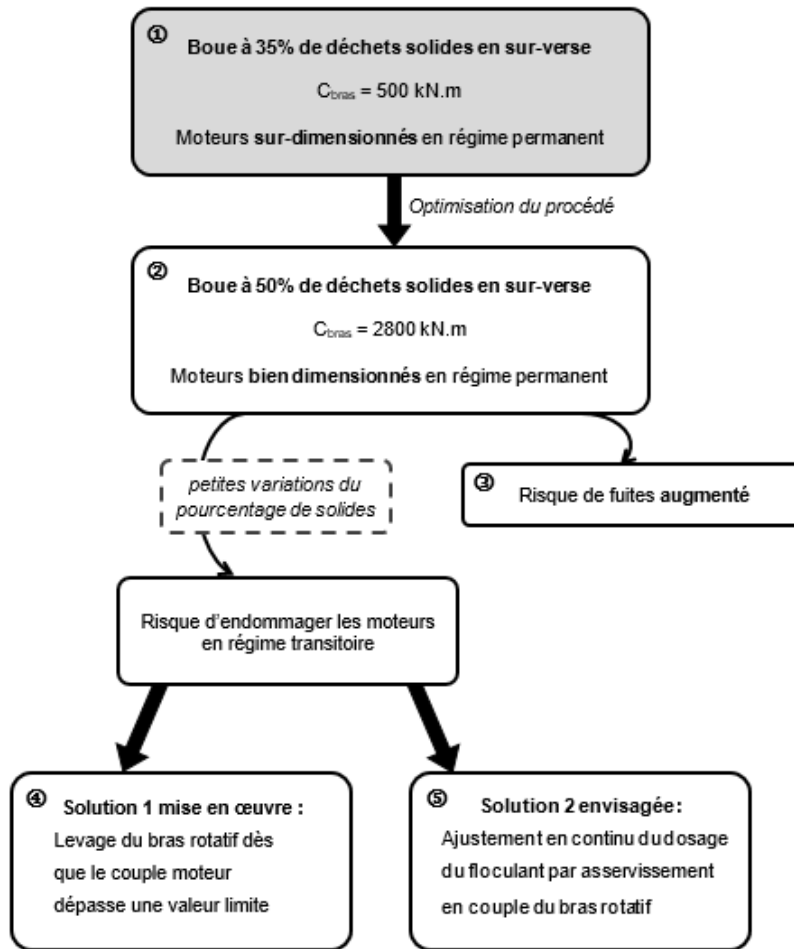 ① Boue à 35% de déchets solides en sur-verse
C_bras = 500 kN.m
Moteurs sur-dimensionnés en régime permanent
Optimisation du procédé
② Boue à 50% de déchets solides en sur-verse
C_bras = 2800 kN.m
Moteurs bien dimensionnés en régime permanent
petites variations du
pourcentage de solides
③ Risque de fuites augmenté
Risque d'endommager les moteurs
en régime transitoire
④ Solution 1 mise en œuvre :
Levage du bras rotatif dès
que le couple moteur
dépasse une valeur limite
⑤ Solution 2 envisagée:
Ajustement en continu du dosage
du floculant par asservissement
en couple du bras rotatif